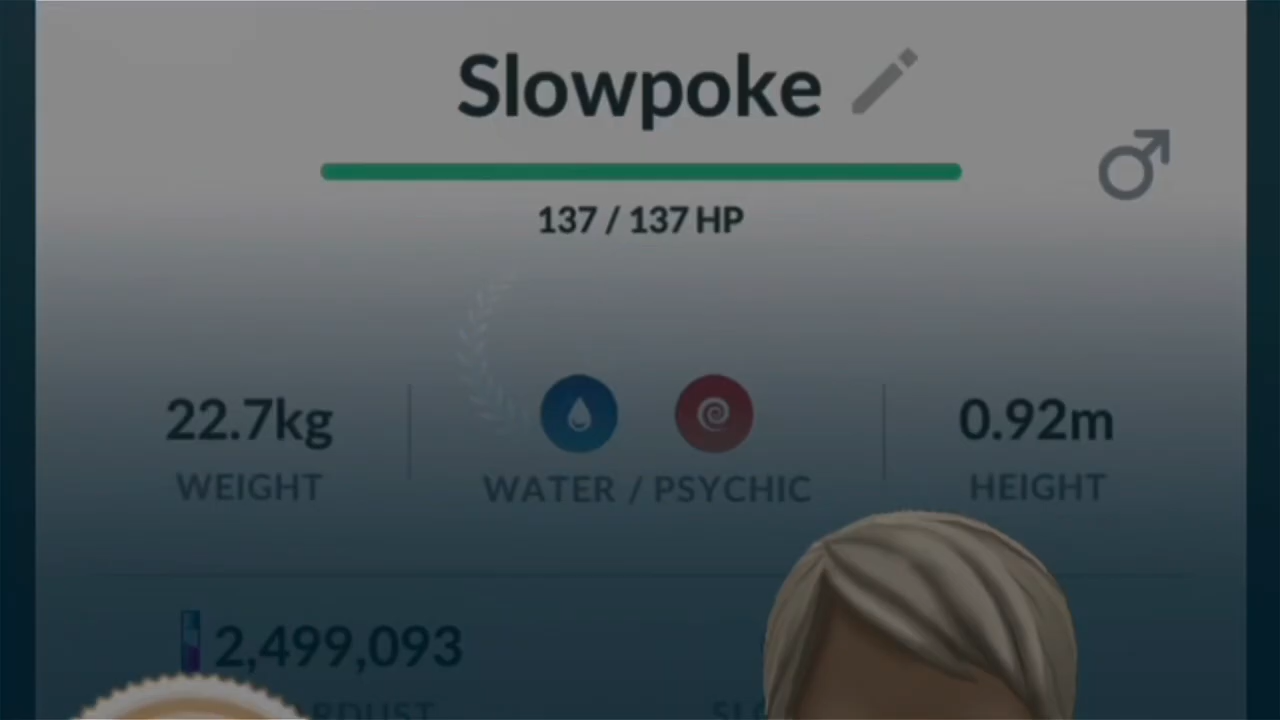 Slowpoke
137 / 137 HP
22.7kg
0.92m
WEIGHT
WATER / PSYCHIC
HEIGHT
2,499,093